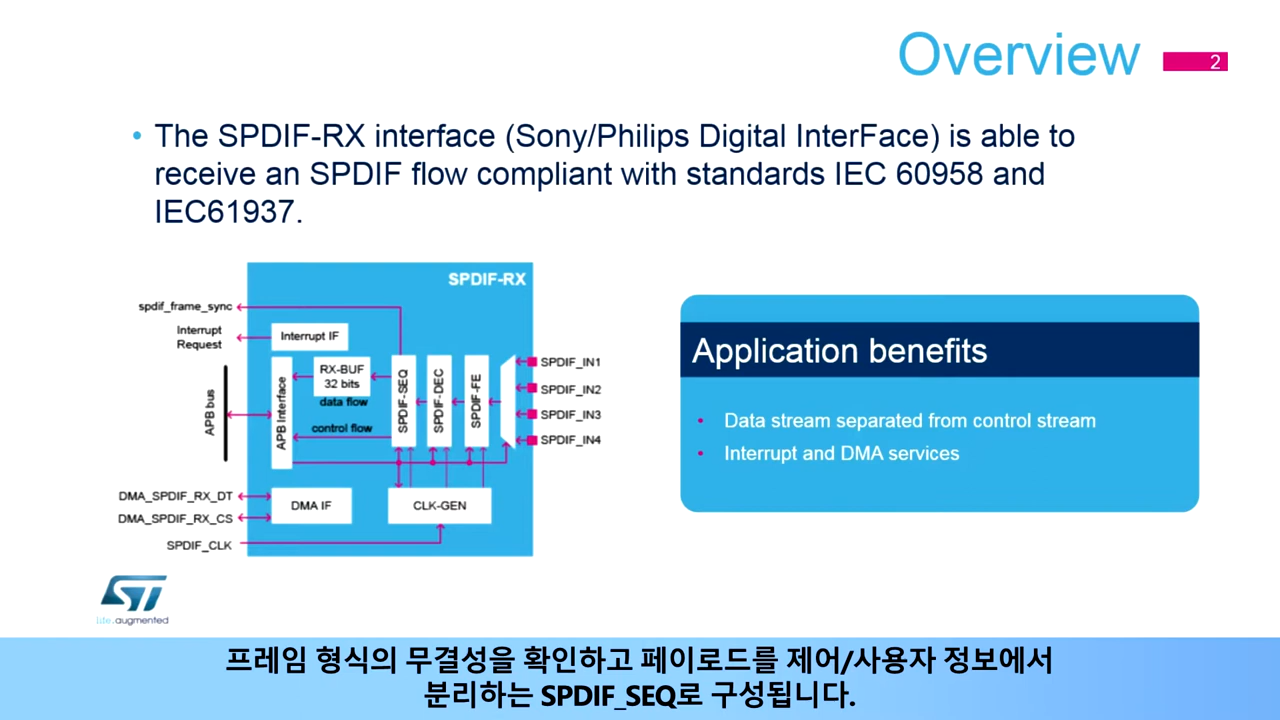 Overview
2
• The SPDIF-RX interface (Sony/Philips Digital InterFace) is able to
receive an SPDIF flow compliant with standards IEC 60958 and
IEC61937.
SPDIF-RX
spdif_frame_sync
Interrupt
Request
Interrupt IF
RX-BUF
32 bits
data flow
control flow
APB bus
APB Interface
SPDIF-SEQ
SPDIF-DEC
SPDIF-FE
SPDIF_IN1
SPDIF_IN2
SPDIF_IN3
SPDIF_IN4
DMA_SPDIF_RX_DT
DMA_SPDIF_RX_CS
SPDIF_CLK
DMA IF
CLK-GEN
Application benefits
• Data stream separated from control stream
• Interrupt and DMA services
ST
life.augmented
프레임 형식의 무결성을 확인하고 페이로드를 제어/사용자 정보에서
분리하는 SPDIF_SEQ로 구성됩니다.